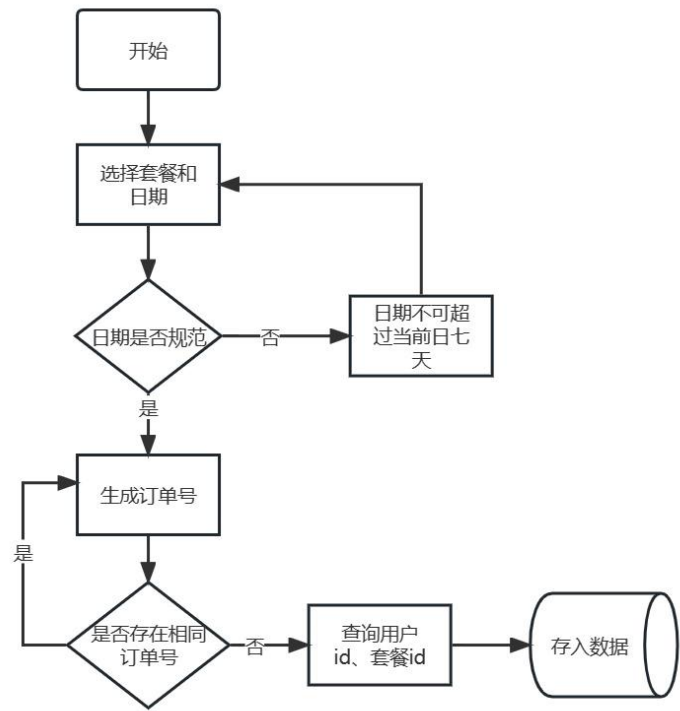 开始
选择套餐和
日期
日期是否规范
否
日期不可超
过当前日七
天
是
生成订单号
是
是否存在相同
订单号
否
查询用户
id、套餐id
存入数据